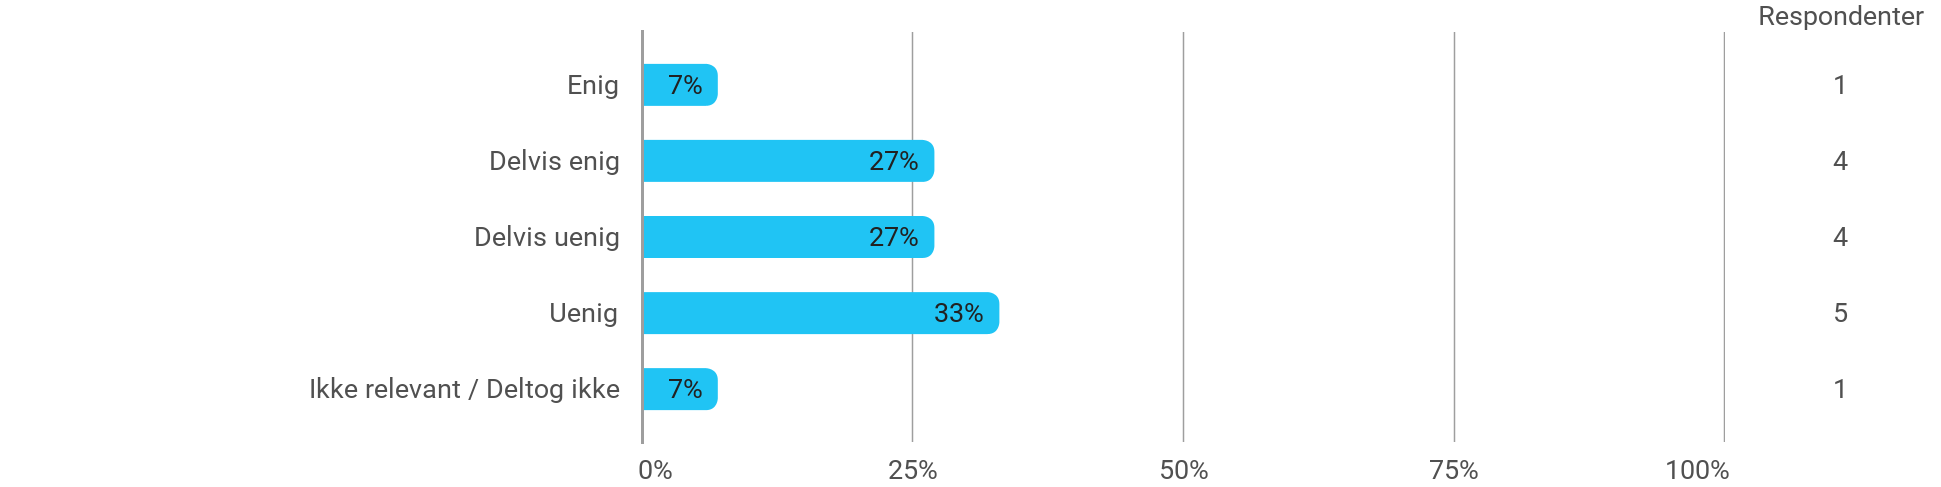 Respondenter
Enig 7% 1
Delvis enig 27% 4
Delvis uenig 27% 4
Uenig 33% 5
Ikke relevant / Deltog ikke 7% 1
0% 25% 50% 75% 100%